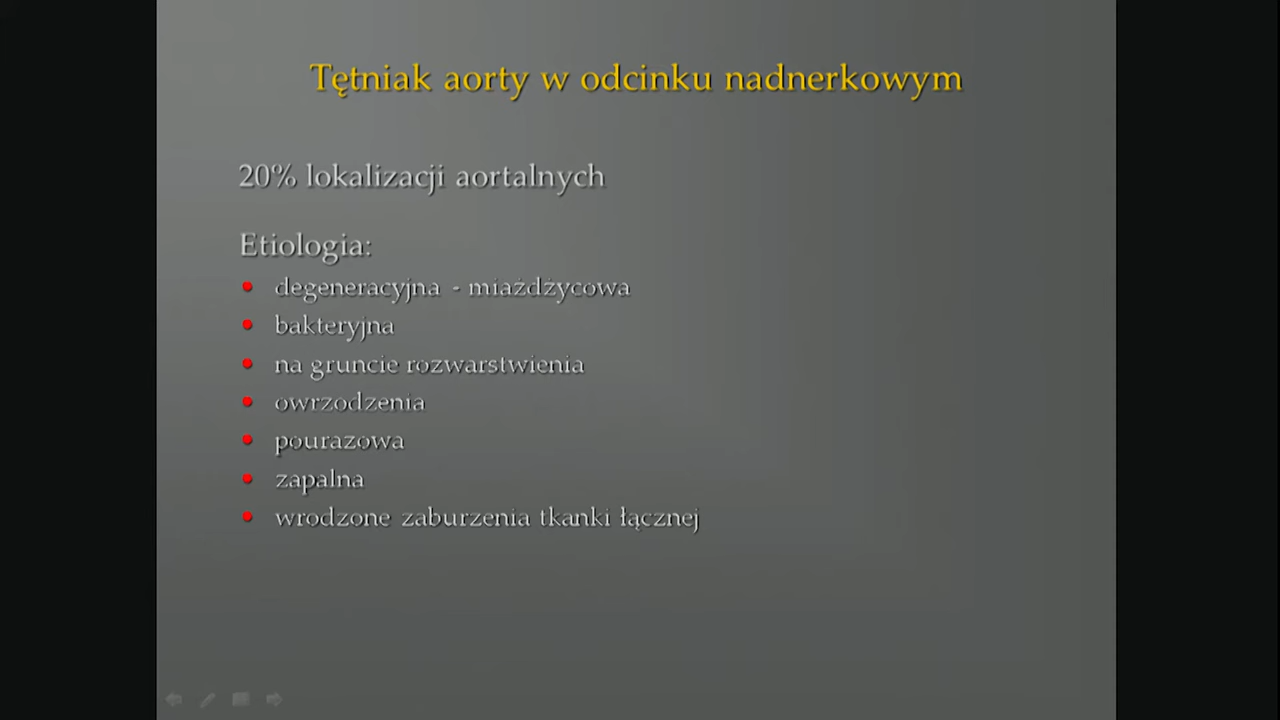 Tętniak aorty w odcinku nadnerkowym
20% lokalizacji aortalnych
Etiologia:
• degeneracyjna - miażdżycowa
• bakteryjna
• na gruncie rozwarstwienia
• owrzodzenia
• pourazowa
• zapalna
• wrodzone zaburzenia tkanki łącznej